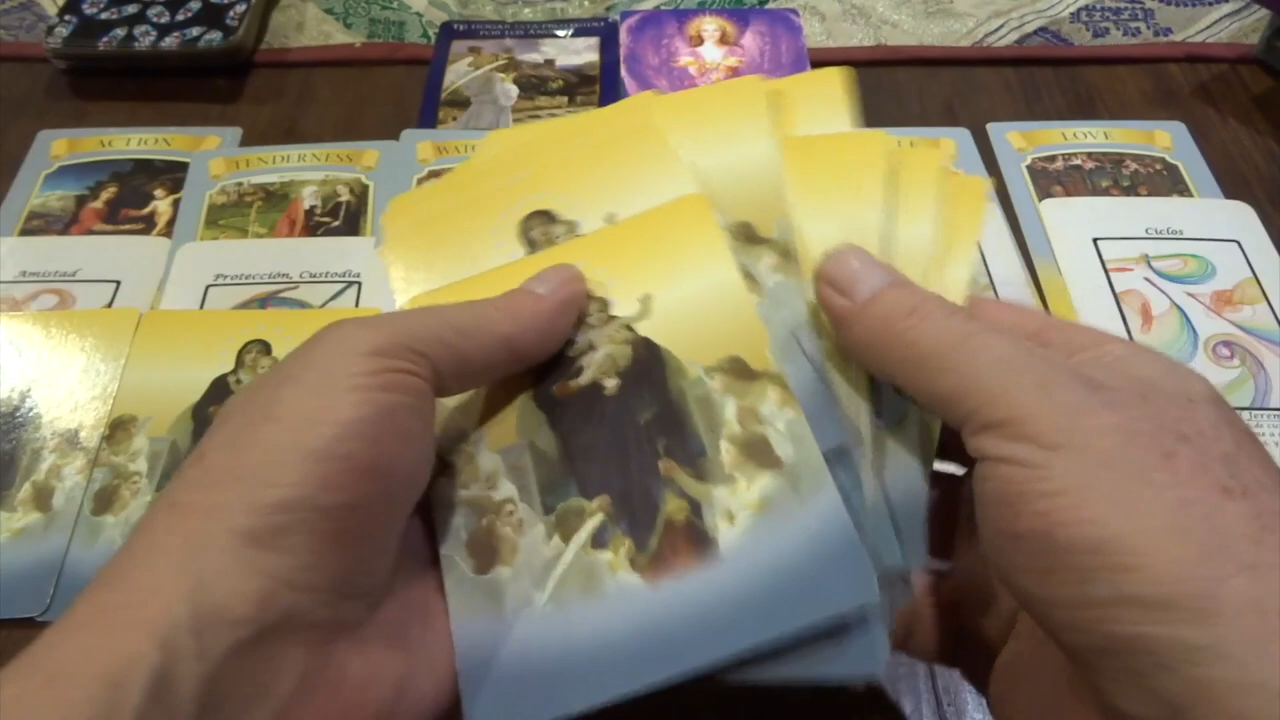 TU HOGAR ESTÁ PROTEGIDO
POR LOS ÁNGELES
ACTION
TENDERNESS
LOVE
Amistad
Protección, Custodia
Ciclos